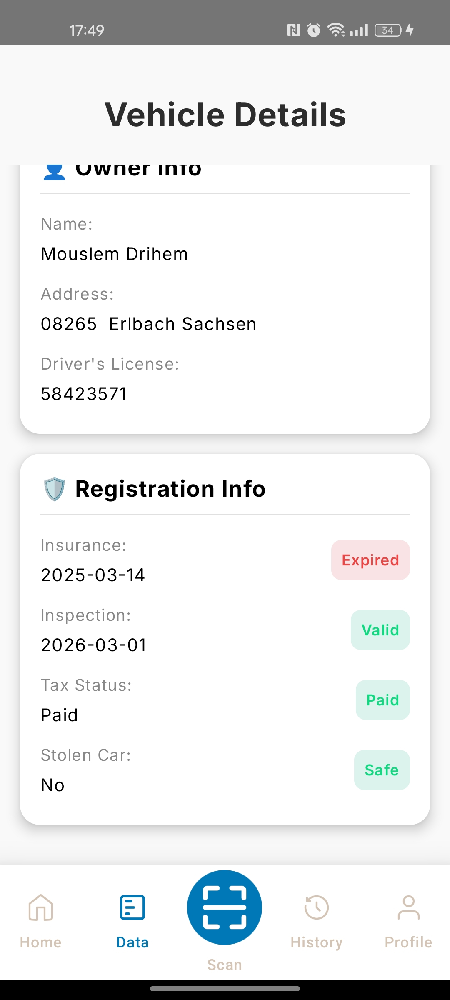 17:49
34
Vehicle Details
Owner Info
Name:
Mouslem Drihem
Address:
08265  Erlbach Sachsen
Driver's License:
58423571
Registration Info
Insurance:
2025-03-14
Expired
Inspection:
2026-03-01
Valid
Tax Status:
Paid
Paid
Stolen Car:
No
Safe
Home
Data
Scan
History
Profile